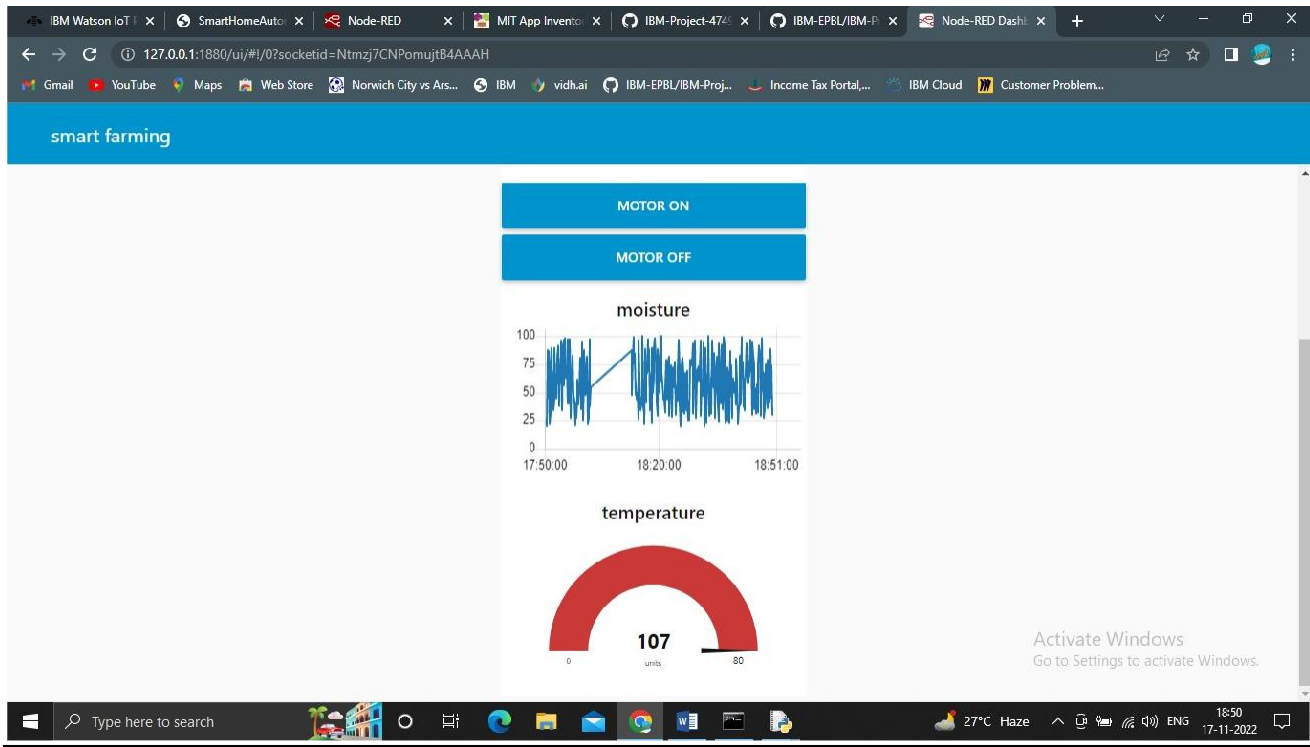 IBM Watson IoT P
SmartHomeAuto
Node-RED
MIT App Invento
IBM-Project-4749
IBM-EPBL/IBM-P
Node-RED Dash
127.0.0.1:1880/ui/#!/0?socketid=Ntmzj7CNPomujtB4AAAH
Gmail
YouTube
Maps
Web Store
Norwich City vs Ars...
IBM
vidh.ai
IBM-EPBL/IBM-Proj...
Income Tax Portal,...
IBM Cloud
Customer Problem...
smart farming
MOTOR ON
MOTOR OFF
moisture
100
75
50
25
0
17:50:00 18:20:00 18:51:00
temperature
107
units
0 80
Activate Windows
Go to Settings to activate Windows.
Type here to search
27°C Haze
ENG
18:50
17-11-2022